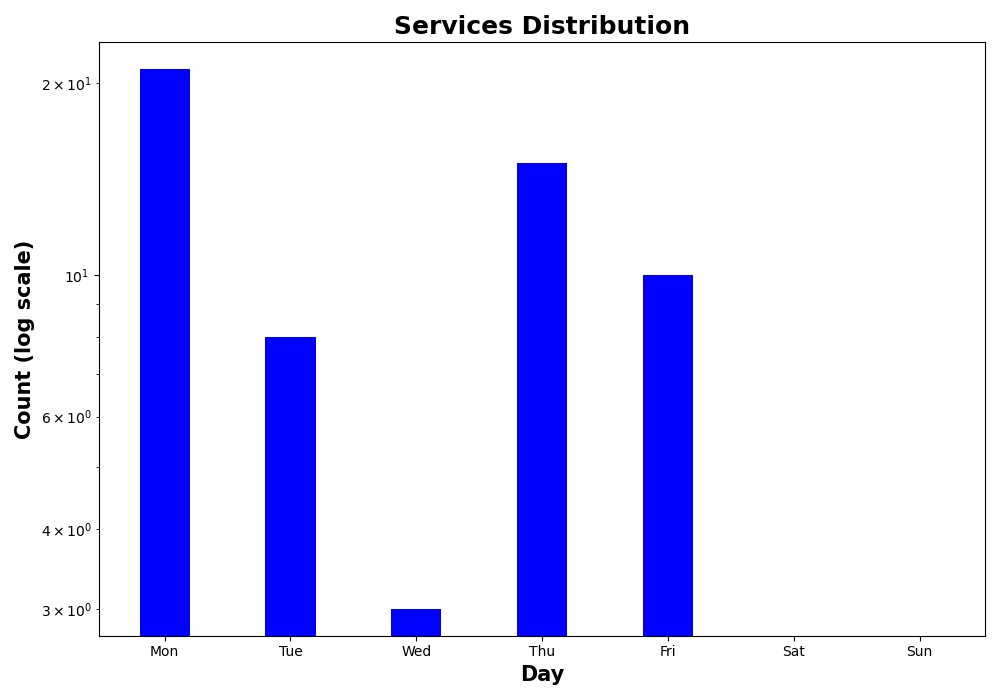 Services Distribution
Count (log scale)
2 × 10¹
10¹
6 × 10⁰
4 × 10⁰
3 × 10⁰
Mon Tue Wed Thu Fri Sat Sun
Day